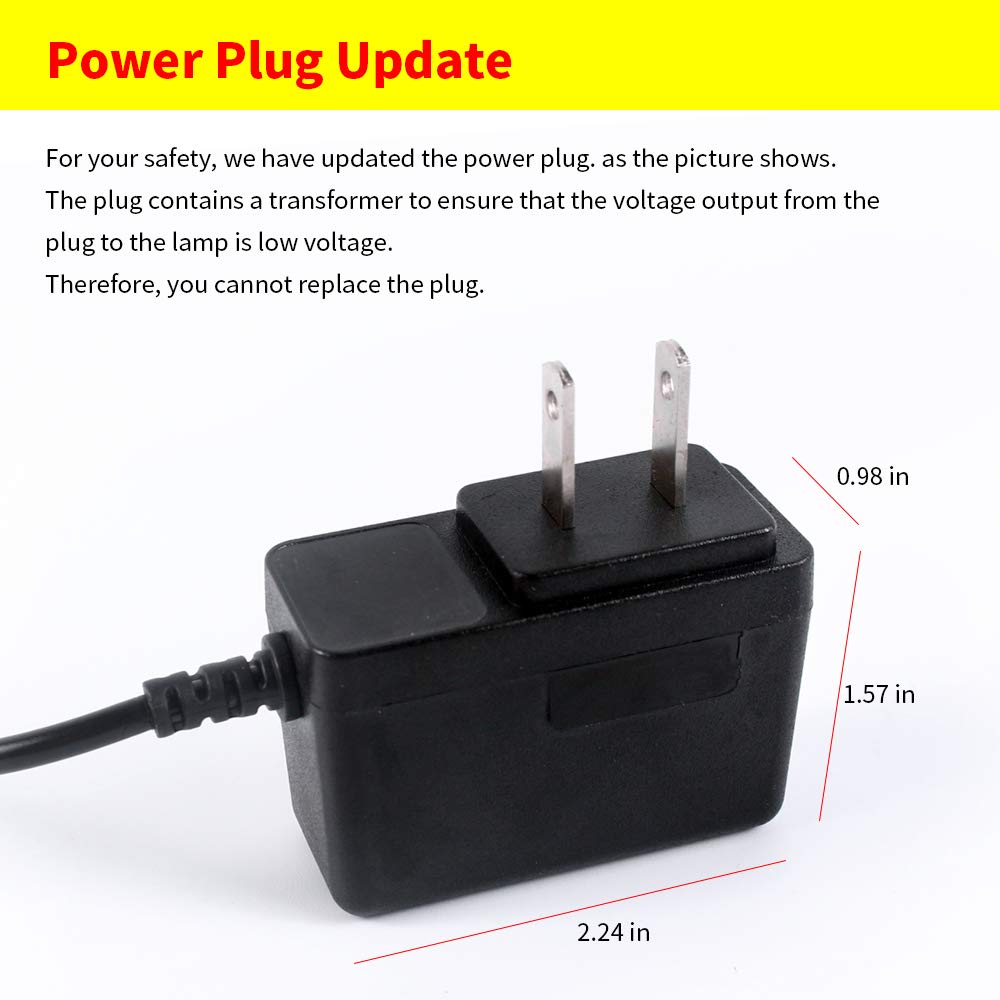 Power Plug Update
For your safety, we have updated the power plug. as the picture shows.
The plug contains a transformer to ensure that the voltage output from the
plug to the lamp is low voltage.
Therefore, you cannot replace the plug.
0.98 in
1.57 in
2.24 in